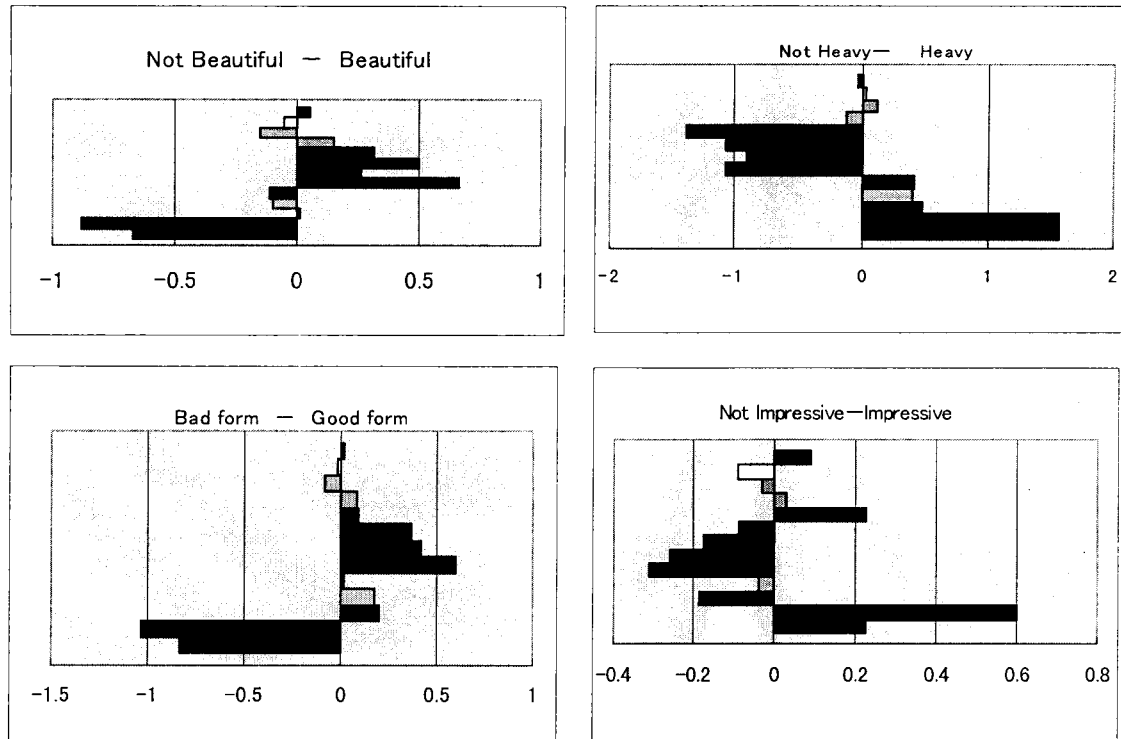 Not Beautiful — Beautiful
-1 -0.5 0 0.5 1
Not Heavy— Heavy
-2 -1 0 1 2
Bad form — Good form
-1.5 -1 -0.5 0 0.5 1
Not Impressive—Impressive
-0.4 -0.2 0 0.2 0.4 0.6 0.8